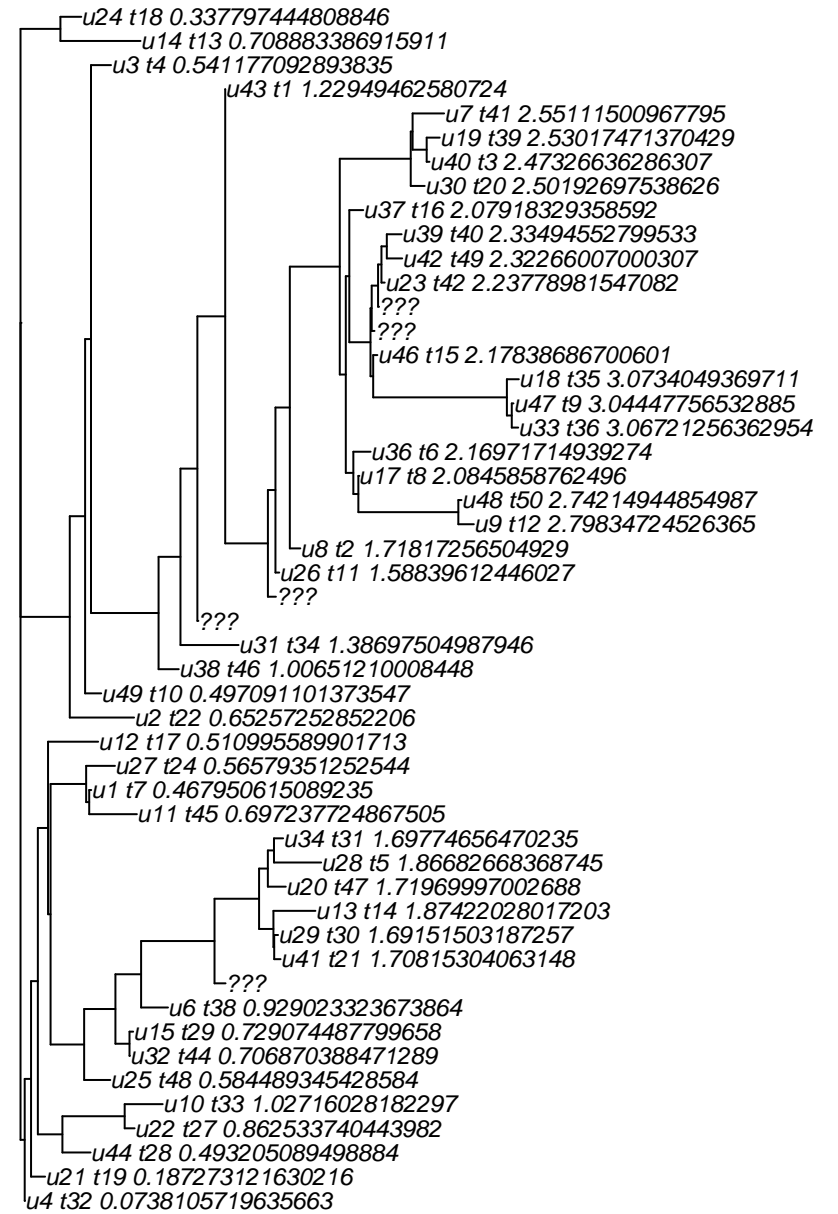 u24 t18 0.337797444808846
u14 t13 0.708883386915911
u3 t4 0.541177092893835
u43 t1 1.22949462580724
u7 t41 2.55111500967795
u19 t39 2.53017471370429
u40 t3 2.47326636286307
u30 t20 2.50192697538626
u37 t16 2.07918329358592
u39 t40 2.33494552799533
u42 t49 2.32266007000307
u23 t42 2.23778981547082
???
???
u46 t15 2.17838686700601
u18 t35 3.0734049369711
u47 t9 3.04447756532885
u33 t36 3.06721256362954
u36 t6 2.16971714939274
u17 t8 2.0845858762496
u48 t50 2.74214944854987
u9 t12 2.79834724526365
u8 t2 1.71817256504929
u26 t11 1.58839612446027
???
???
u31 t34 1.38697504987946
u38 t46 1.00651210008448
u49 t10 0.497091101373547
u2 t22 0.65257252852206
u12 t17 0.510995589901713
u27 t24 0.56579351252544
u1 t7 0.467950615089235
u11 t45 0.697237724867505
u34 t31 1.69774656470235
u28 t5 1.86682668368745
u20 t47 1.71969997002688
u13 t14 1.87422028017203
u29 t30 1.69151503187257
u41 t21 1.70815304063148
???
u6 t38 0.929023323673864
u15 t29 0.729074487799658
u32 t44 0.706870388471289
u25 t48 0.584489345428584
u10 t33 1.02716028182297
u22 t27 0.862533740443982
u44 t28 0.493205089498884
u21 t19 0.187273121630216
u4 t32 0.0738105719635663